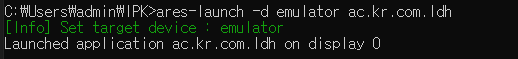 C:₩Users₩admin₩IPK>ares-launch -d emulator ac.kr.com.ldh
[Info] Set target device : emulator
Launched application ac.kr.com.ldh on display 0